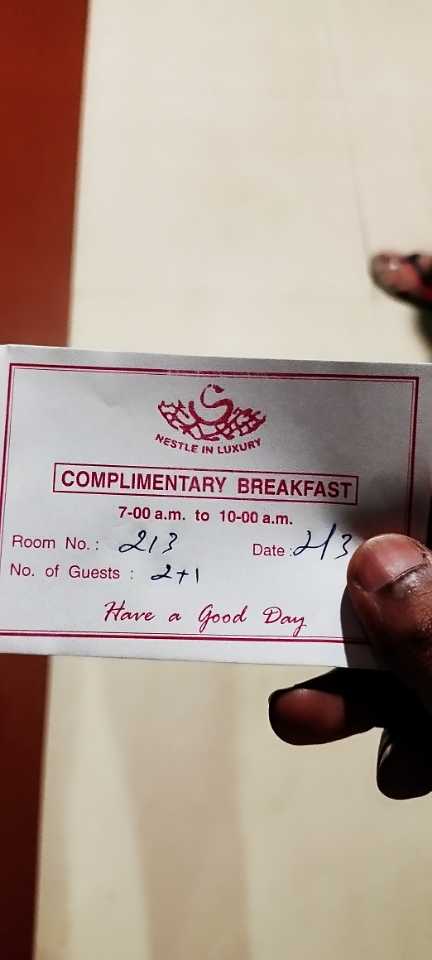 NESTLE IN LUXURY
COMPLIMENTARY BREAKFAST
7-00 a.m. to 10-00 a.m.
Room No. : 213 Date : 2/3
No. of Guests : 2+1
Have a Good Day